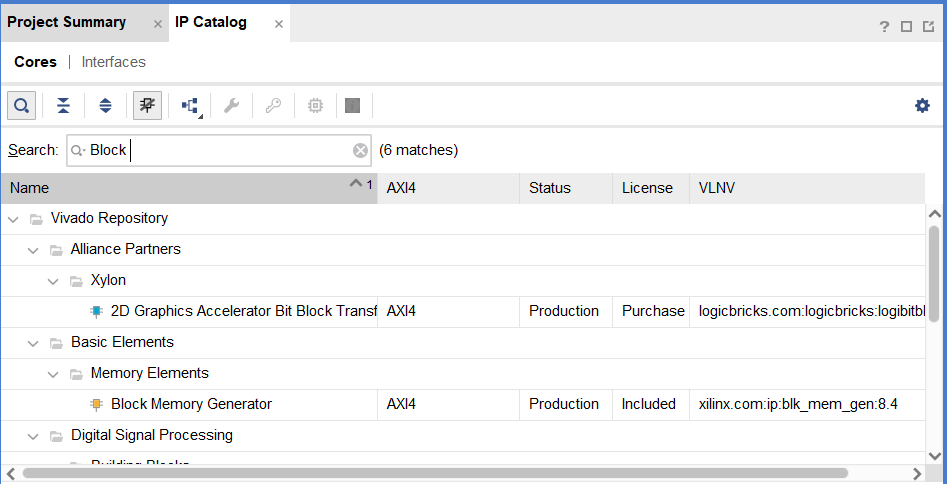 Project Summary × IP Catalog ×
? 
Cores | Interfaces
Search: Block (6 matches)
Name 1 AXI4 Status License VLNV
Vivado Repository
Alliance Partners
Xylon
2D Graphics Accelerator Bit Block Transf AXI4 Production Purchase logicbricks.com:logicbricks:logibitbl
Basic Elements
Memory Elements
Block Memory Generator AXI4 Production Included xilinx.com:ip:blk_mem_gen:8.4
Digital Signal Processing
Building Blocks